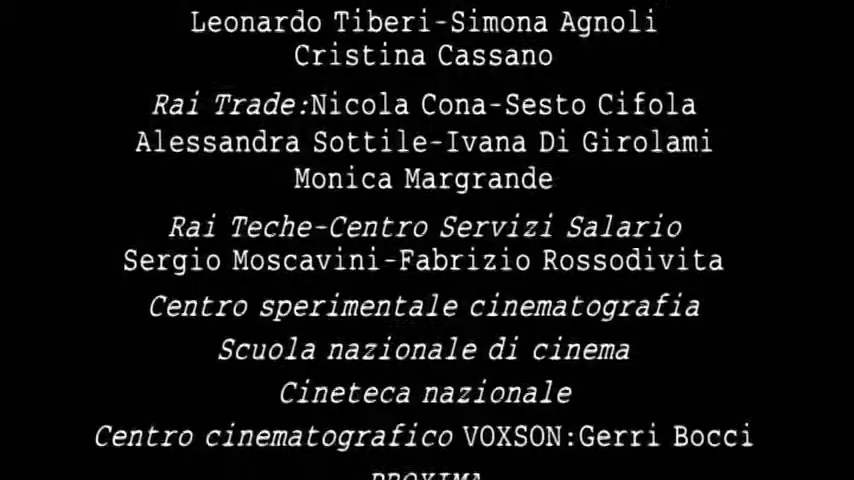 Leonardo Tiberi-Simona Agnoli
Cristina Cassano
Rai Trade:Nicola Cona-Sesto Cifola
Alessandra Sottile-Ivana Di Girolami
Monica Margrande
Rai Teche-Centro Servizi Salario
Sergio Moscavini-Fabrizio Rossodivita
Centro sperimentale cinematografia
Scuola nazionale di cinema
Cineteca nazionale
Centro cinematografico VOXSON:Gerri Bocci
PROXIMA